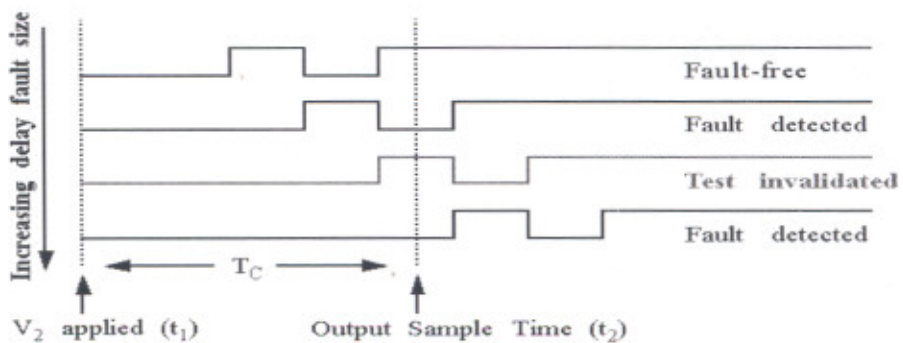 Increasing delay fault size
Fault-free
Fault detected
Test invalidated
Fault detected
T_C
V_2 applied (t_1)
Output Sample Time (t_2)